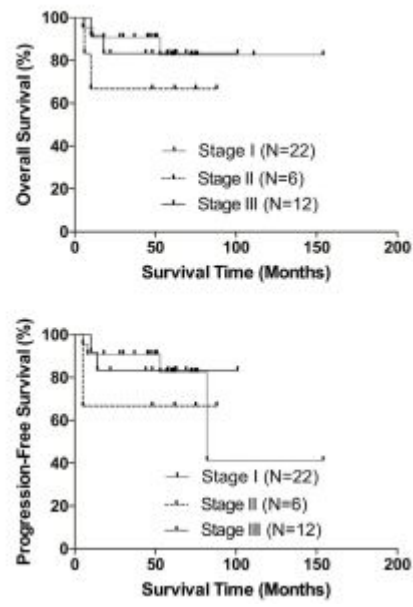 Overall Survival (%)
100
80
60
40
20
0
Stage I (N=22)
Stage II (N=6)
Stage III (N=12)
0 50 100 150 200
Survival Time (Months)
Progression-Free Survival (%)
100
80
60
40
20
0
Stage I (N=22)
Stage II (N=6)
Stage III (N=12)
0 50 100 150 200
Survival Time (Months)